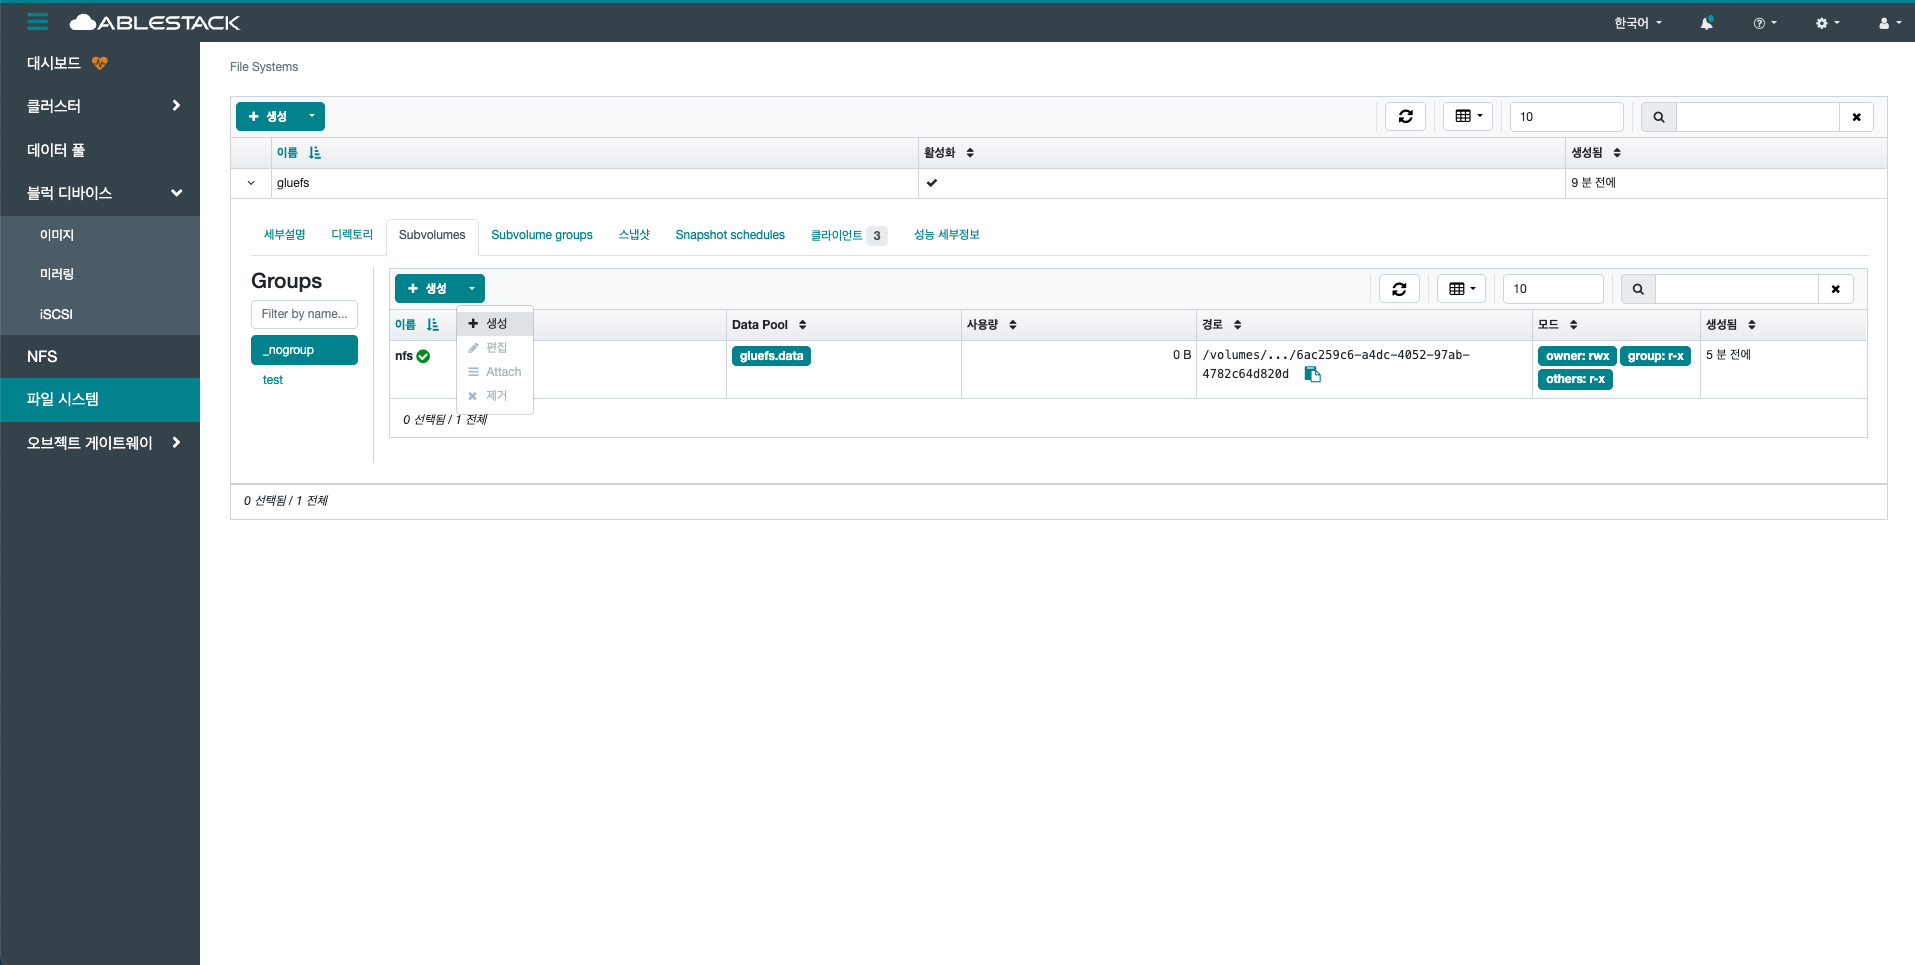 ABLESTACK
한국어
대시보드
클러스터
데이터 풀
블럭 디바이스
이미지
미러링
iSCSI
NFS
파일 시스템
오브젝트 게이트웨이
File Systems
생성
10
이름 활성화 생성됨
gluefs 9 분 전에
세부설명 디렉토리 Subvolumes Subvolume groups 스냅샷 Snapshot schedules 클라이언트 3 성능 세부정보
Groups
Filter by name...
_nogroup
test
생성
10
이름 Data Pool 사용량 경로 모드 생성됨
생성
편집
Attach
제거
nfs gluefs.data 0 B /volumes/.../6ac259c6-a4dc-4052-97ab- owner: rwx group: r-x 5 분 전에
4782c64d820d others: r-x
0 선택됨 / 1 전체
0 선택됨 / 1 전체